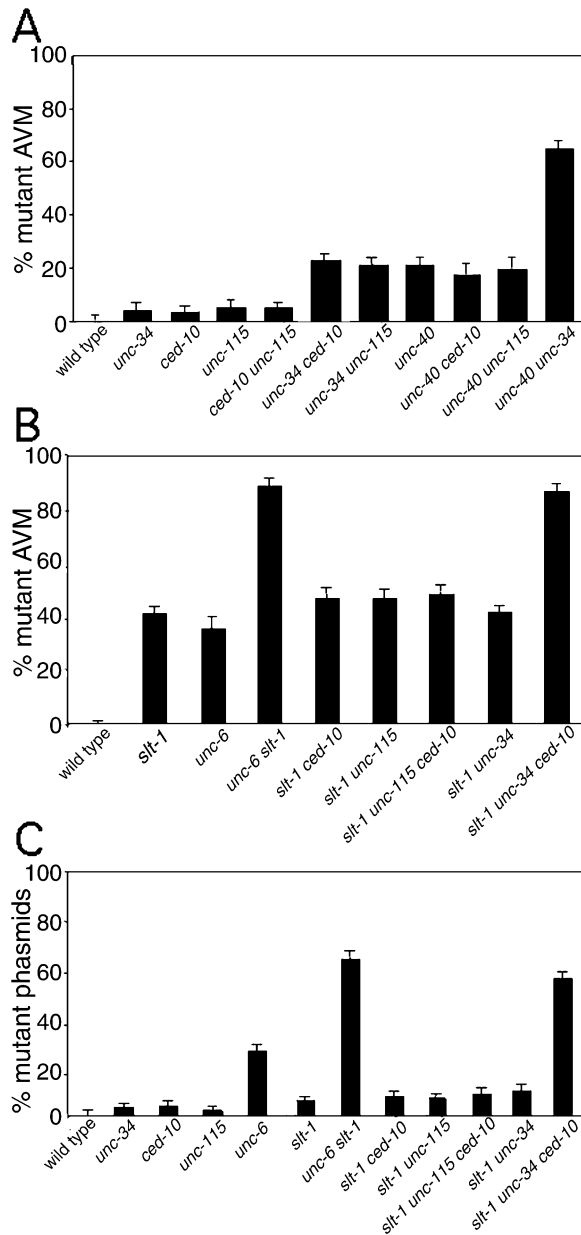 A
% mutant AVM
100
80
60
40
20
0
wild type
unc-34
ced-10
unc-115
ced-10 unc-115
unc-34 ced-10
unc-34 unc-115
unc-40
unc-40 ced-10
unc-40 unc-115
unc-40 unc-34
B
% mutant AVM
100
80
60
40
20
0
wild type
slt-1
unc-6
unc-6 slt-1
slt-1 ced-10
slt-1 unc-115
slt-1 unc-115 ced-10
slt-1 unc-34
slt-1 unc-34 ced-10
C
% mutant phasmids
100
80
60
40
20
0
wild type
unc-34
ced-10
unc-115
unc-6
slt-1
unc-6 slt-1
slt-1 ced-10
slt-1 unc-115
slt-1 unc-115 ced-10
slt-1 unc-34
slt-1 unc-34 ced-10